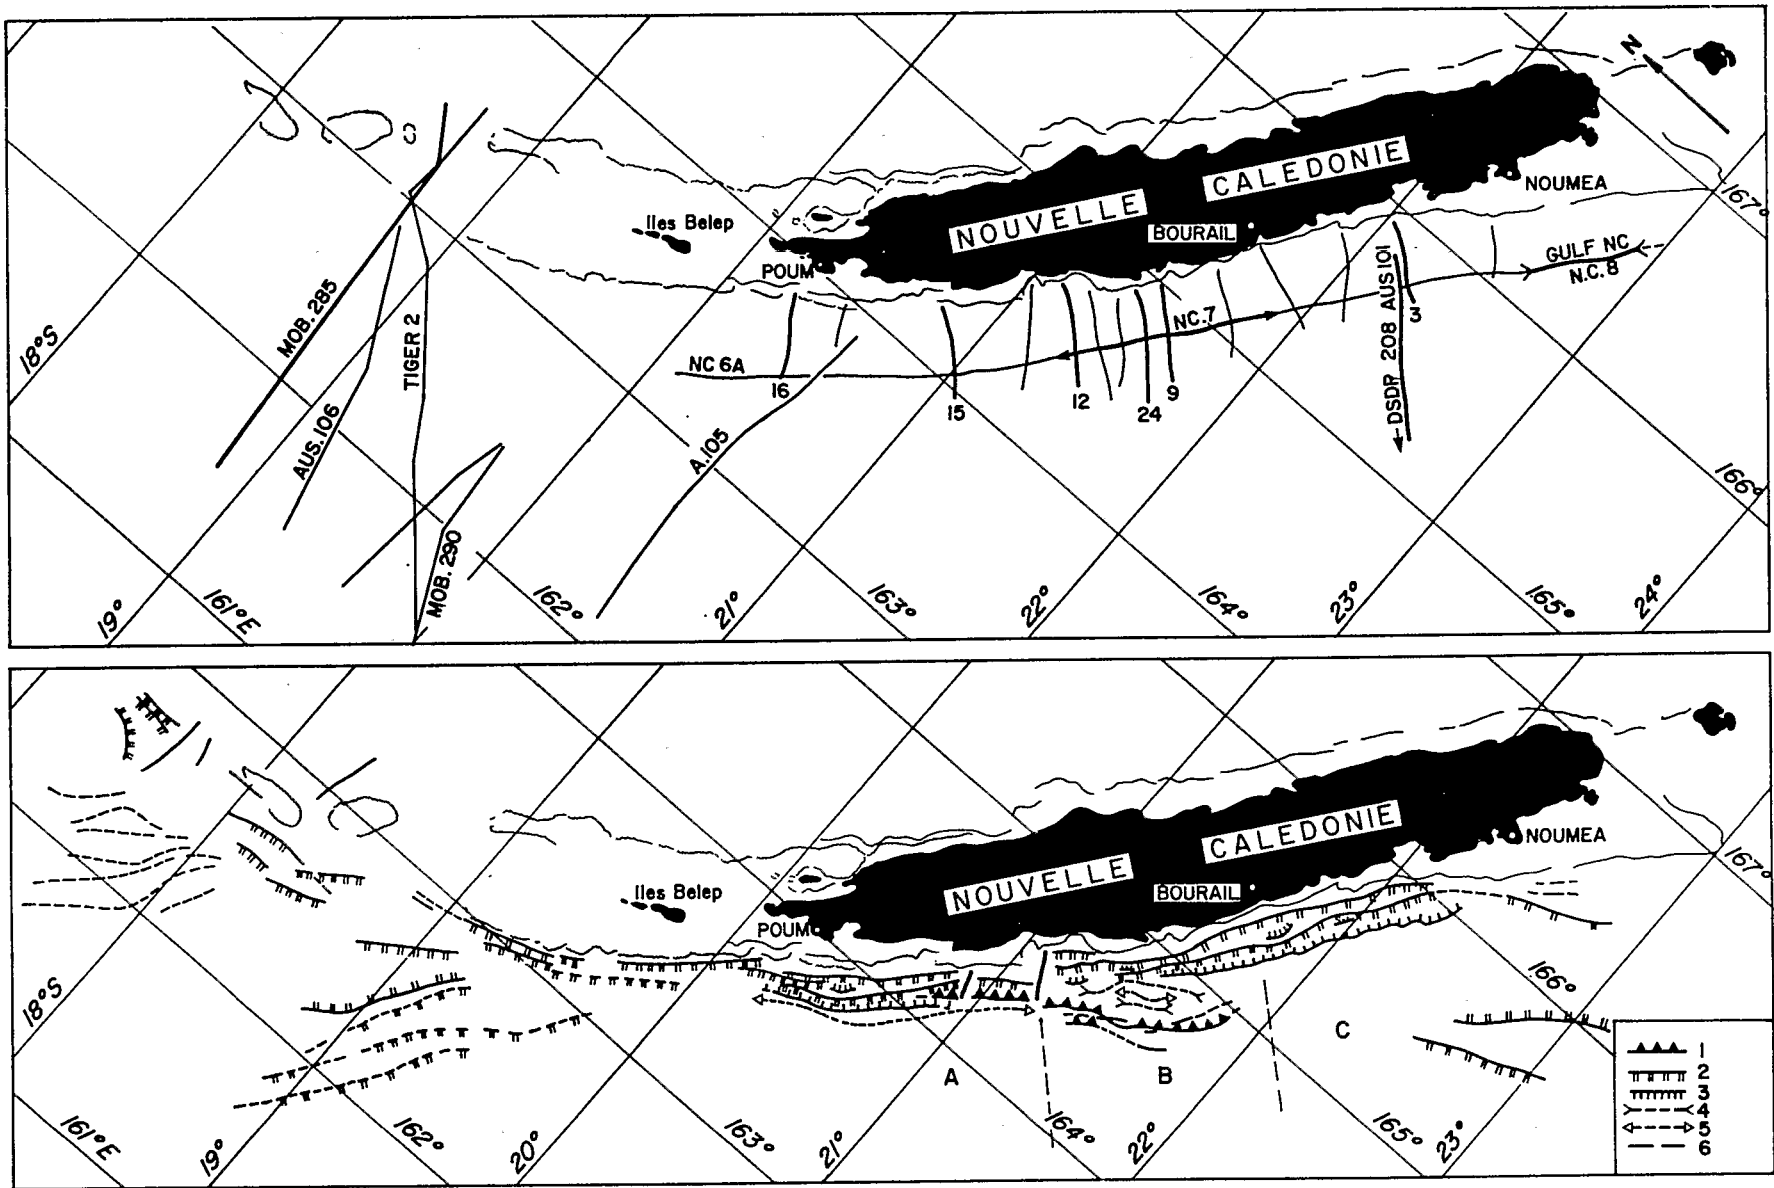 N
NOUVELLE CALEDONIE
NOUMEA
167°
Iles Belep
BOURAIL
POUM
GULF NC
N.C.8
MOB. 285
18°S
TIGER 2
AUS.106
NC 6A
NC.7
16
15
12
24
9
3
DSDP 208 AUS 101
A.105
166°
MOB. 290
19°
161°E
162°
21°
163°
22°
164°
23°
165°
24°
NOUVELLE CALEDONIE
NOUMEA
167°
Iles Belep
BOURAIL
POUM
18°S
166°
A
B
C
1
2
3
4
5
6
161°E
19°
162°
20°
163°
21°
164°
22°
165°
23°